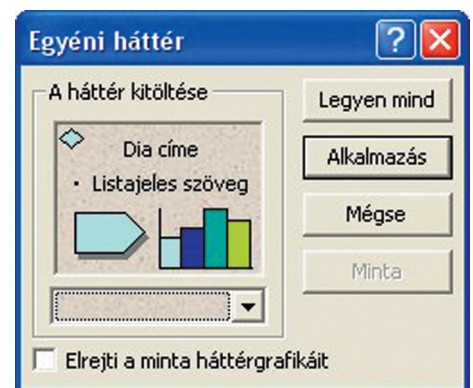 Egyéni háttér
A háttér kitöltése
Dia címe
• Listajeles szöveg
Elrejti a minta háttérgrafikáit
Legyen mind
Alkalmazás
Mégse
Minta